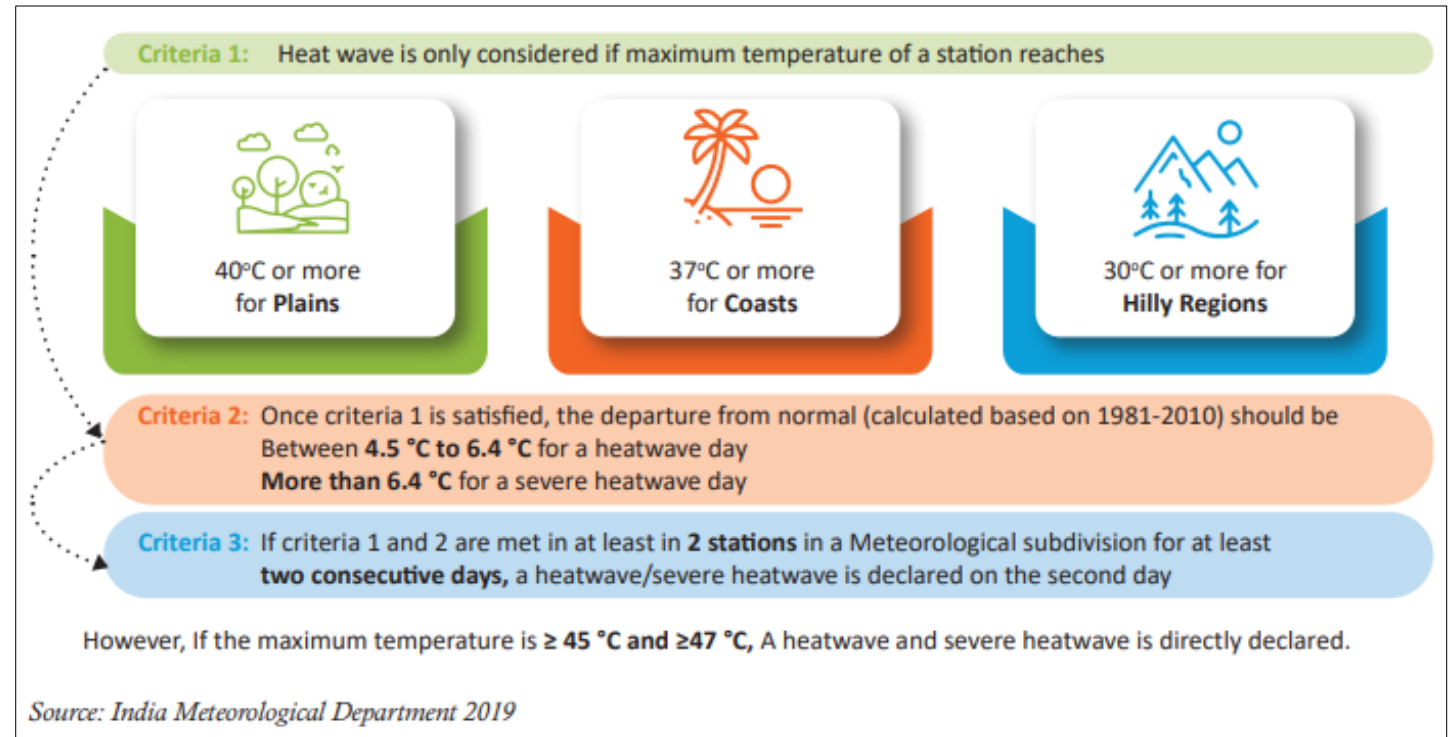 Criteria 1: Heat wave is only considered if maximum temperature of a station reaches
40°C or more
for Plains
37°C or more
for Coasts
30°C or more for
Hilly Regions
Criteria 2: Once criteria 1 is satisfied, the departure from normal (calculated based on 1981-2010) should be
Between 4.5 °C to 6.4 °C for a heatwave day
More than 6.4 °C for a severe heatwave day
Criteria 3: If criteria 1 and 2 are met in at least in 2 stations in a Meteorological subdivision for at least
two consecutive days, a heatwave/severe heatwave is declared on the second day
However, If the maximum temperature is ≥ 45 °C and ≥47 °C, A heatwave and severe heatwave is directly declared.
Source: India Meteorological Department 2019